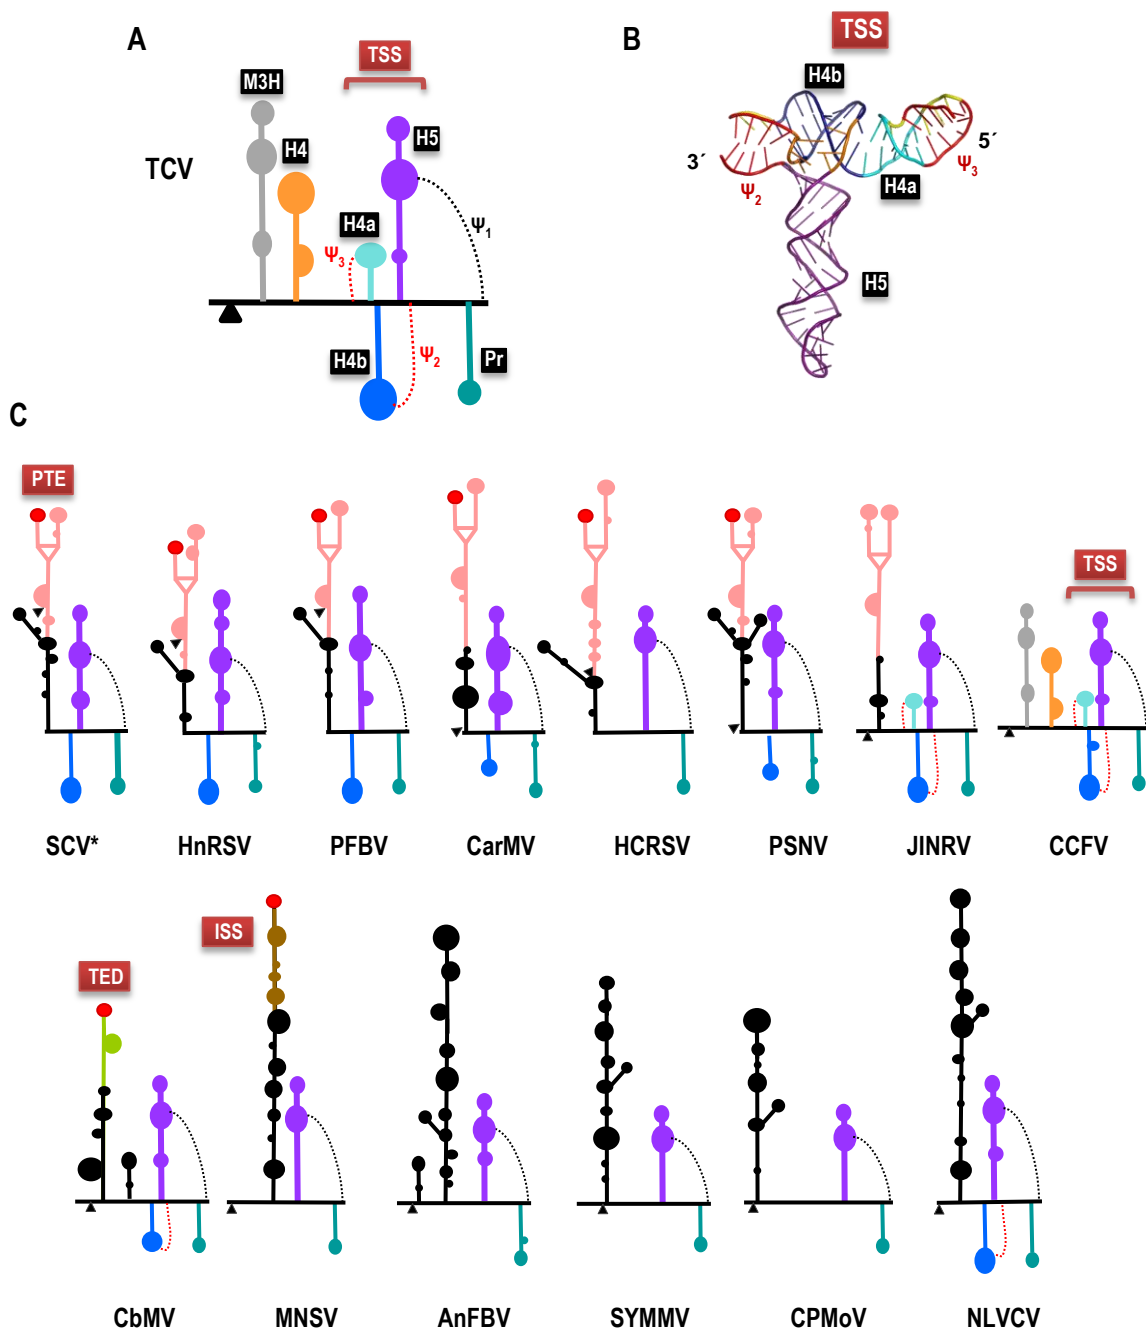 A
TSS
M3H
H4
H5
TCV
H4a
Ψ3
Ψ1
H4b
Ψ2
Pr
B
TSS
H4b
3´
5´
Ψ2
H4a
Ψ3
H5
C
PTE
TSS
SCV* HnRSV PFBV CarMV HCRSV PSNV JINRV CCFV
ISS
TED
CbMV MNSV AnFBV SYMMV CPMoV NLVCV